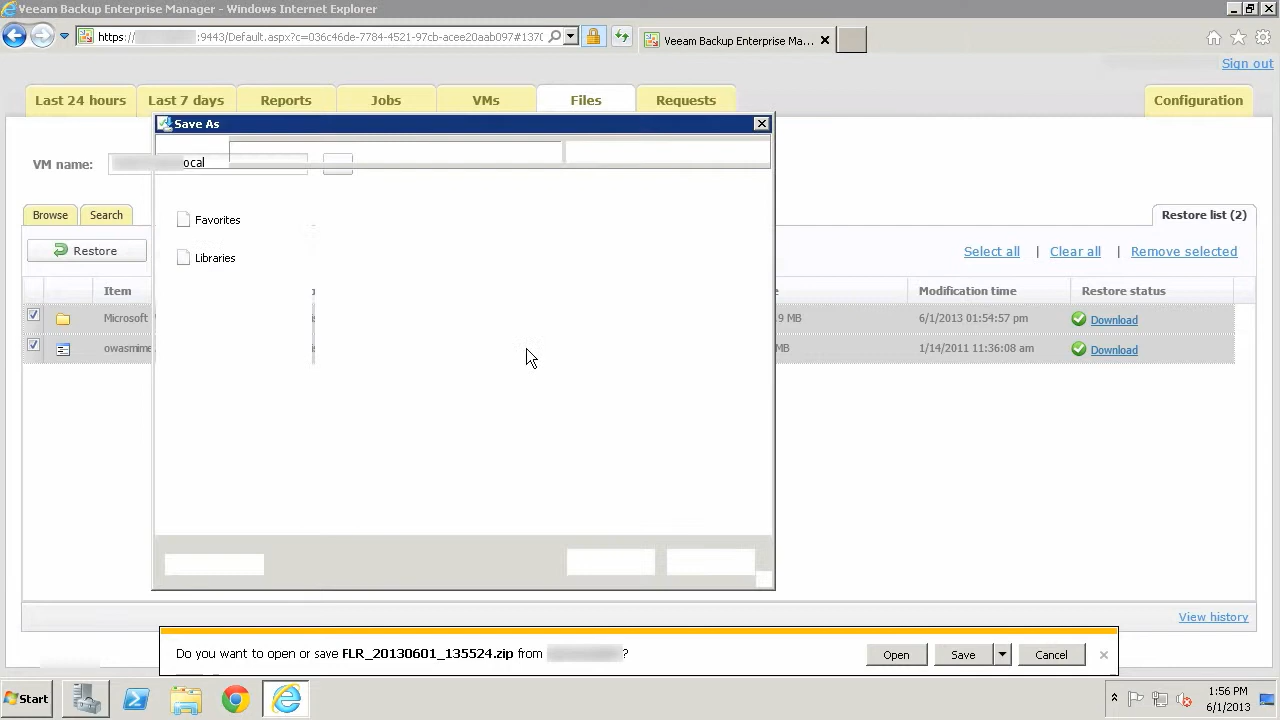 Veeam Backup Enterprise Manager - Windows Internet Explorer
https:// :9443/Default.aspx?c=036c46de-7784-4521-97cb-acee20aab097#1370
Veeam Backup Enterprise Ma...
Sign out
Last 24 hours
Last 7 days
Reports
Jobs
VMs
Files
Requests
Configuration
Save As
VM name:
ocal
Favorites
Libraries
Browse
Search
Restore list (2)
Restore
Select all | Clear all | Remove selected
Item
Modification time
Restore status
Microsoft
9 MB
6/1/2013 01:54:57 pm
Download
owasmime
MB
1/14/2011 11:36:08 am
Download
View history
Do you want to open or save FLR_20130601_135524.zip from ?
Open
Save
Cancel
Start
1:56 PM
6/1/2013